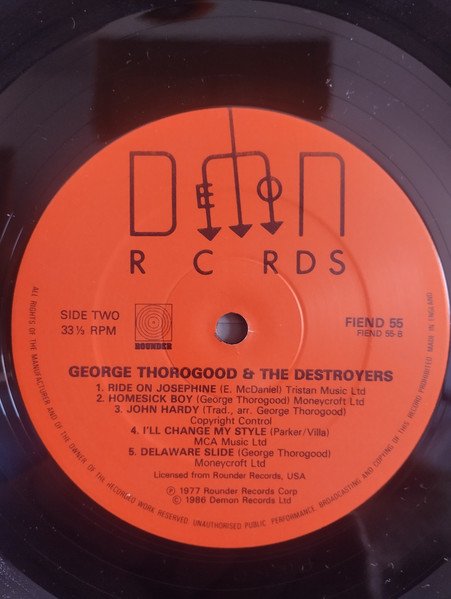 DEMON
RECORDS
SIDE TWO
33⅓ RPM
ROUNDER
FIEND 55
FIEND 55-B
GEORGE THOROGOOD & THE DESTROYERS
1. RIDE ON JOSEPHINE (E. McDANIEL) Tristan Music Ltd
2. HOMESICK BOY (George Thorogood) Moneycroft Ltd
3. JOHN HARDY (Trad., arr. George Thorogood)
Copyright Control
4. I'LL CHANGE MY STYLE (Parker/Villa)
MCA Music Ltd
5. DELAWARE SLIDE (George Thorogood)
Moneycroft Ltd
Licensed from Rounder Records, USA
℗ 1977 Rounder Records Corp
© 1986 Demon Records Ltd
ALL RIGHTS OF THE MANUFACTURER AND OF THE OWNER OF THE RECORDED WORK RESERVED. UNAUTHORISED PUBLIC PERFORMANCE, BROADCASTING AND COPYING OF THIS RECORD PROHIBITED MADE IN ENGLAND